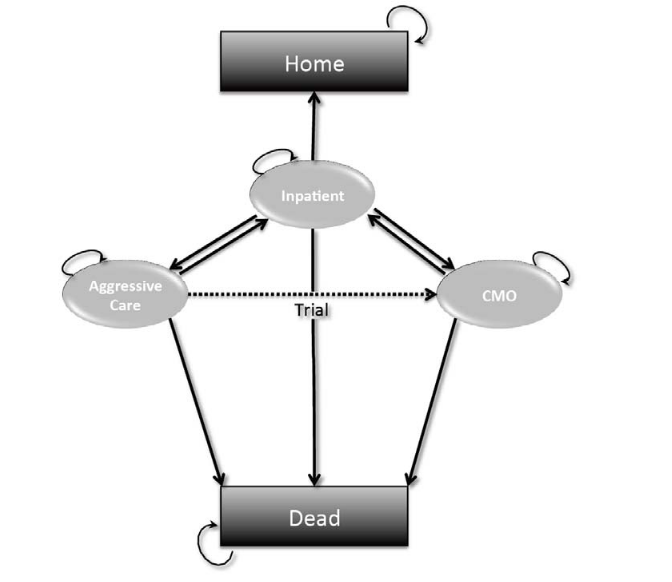 Home
Inpatient
Aggressive
Care
CMO
Trial
Dead